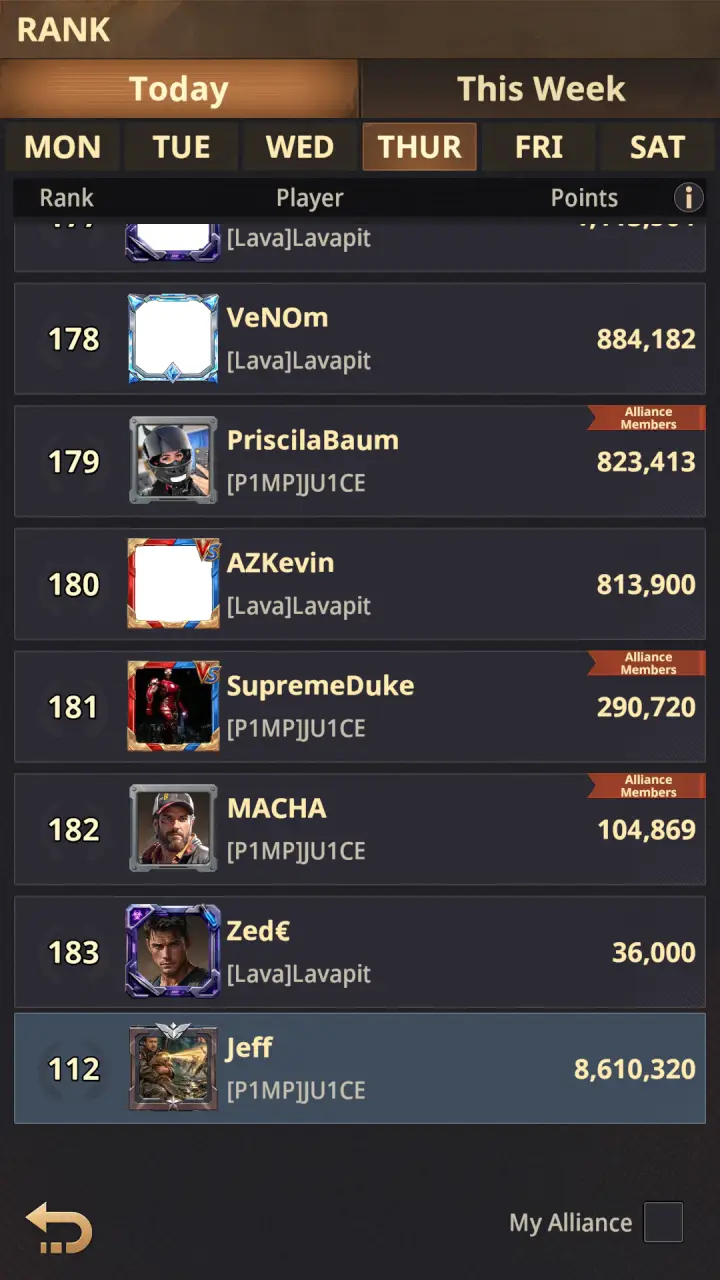 RANK
Today
This Week
MON
TUE
WED
THUR
FRI
SAT
Rank
Player
Points
i
[Lava]Lavapit
178
VeNOm
[Lava]Lavapit
884,182
Alliance
Members
179
PriscilaBaum
[P1MP]JU1CE
823,413
180
VS
AZKevin
[Lava]Lavapit
813,900
Alliance
Members
181
VS
SupremeDuke
[P1MP]JU1CE
290,720
Alliance
Members
182
MACHA
[P1MP]JU1CE
104,869
183
Zed€
[Lava]Lavapit
36,000
112
Jeff
[P1MP]JU1CE
8,610,320
My Alliance